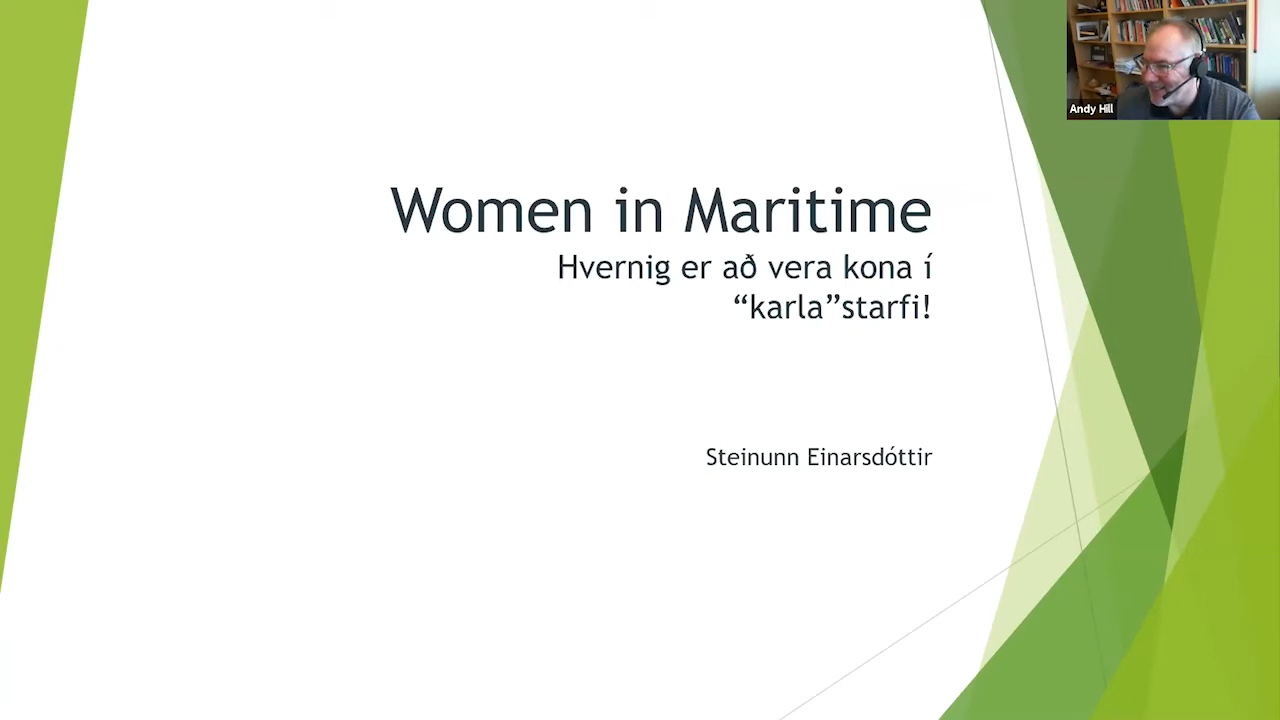 Andy Hill
Women in Maritime
Hvernig er að vera kona í
“karla”starfi!
Steinunn Einarsdóttir